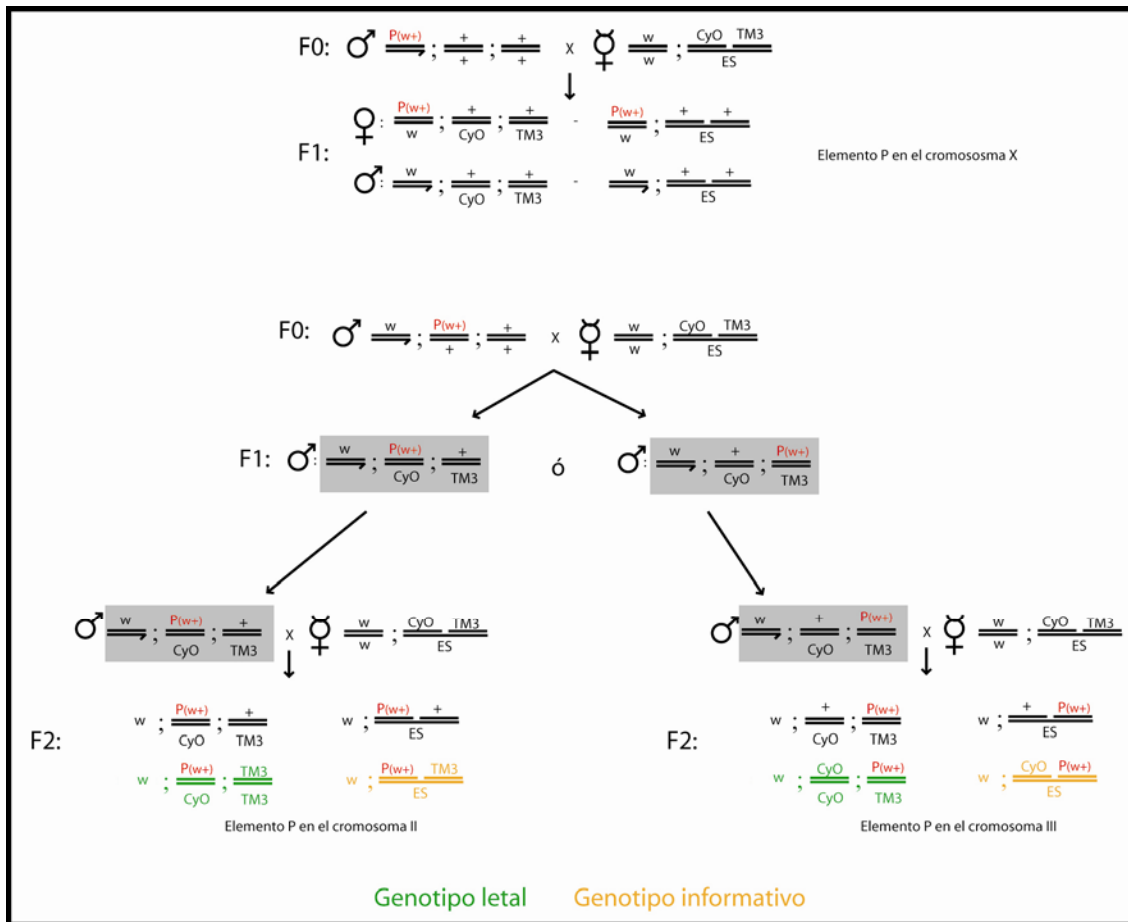 P(w+) + + CyO TM3
F0: ; ; x w ;
+ + w ES
P(w+) + + P(w+) + +
: ; ; - ;
w CyO TM3 w ES
F1:
Elemento P en el cromososma X
w + + w + +
: ; ; - ;
CyO TM3 ES
w P(w+) + w CyO TM3
F0: ; ; x ;
+ + w ES
w P(w+) + w + P(w+)
F1: : ; ; ó : ; ;
CyO TM3 CyO TM3
w P(w+) + w CyO TM3
; ; x ;
CyO TM3 w ES
w + P(w+) w CyO TM3
; ; x ;
CyO TM3 w ES
F2:
P(w+) + P(w+) +
w ; ; w ;
CyO TM3 ES
P(w+) TM3 P(w+) TM3
w ; ; w ;
CyO TM3 ES
Elemento P en el cromosoma II
F2:
+ P(w+) + P(w+)
w ; ; w ;
CyO TM3 ES
CyO P(w+) CyO P(w+)
w ; ; w ;
CyO TM3 ES
Elemento P en el cromosoma III
Genotipo letal Genotipo informativo